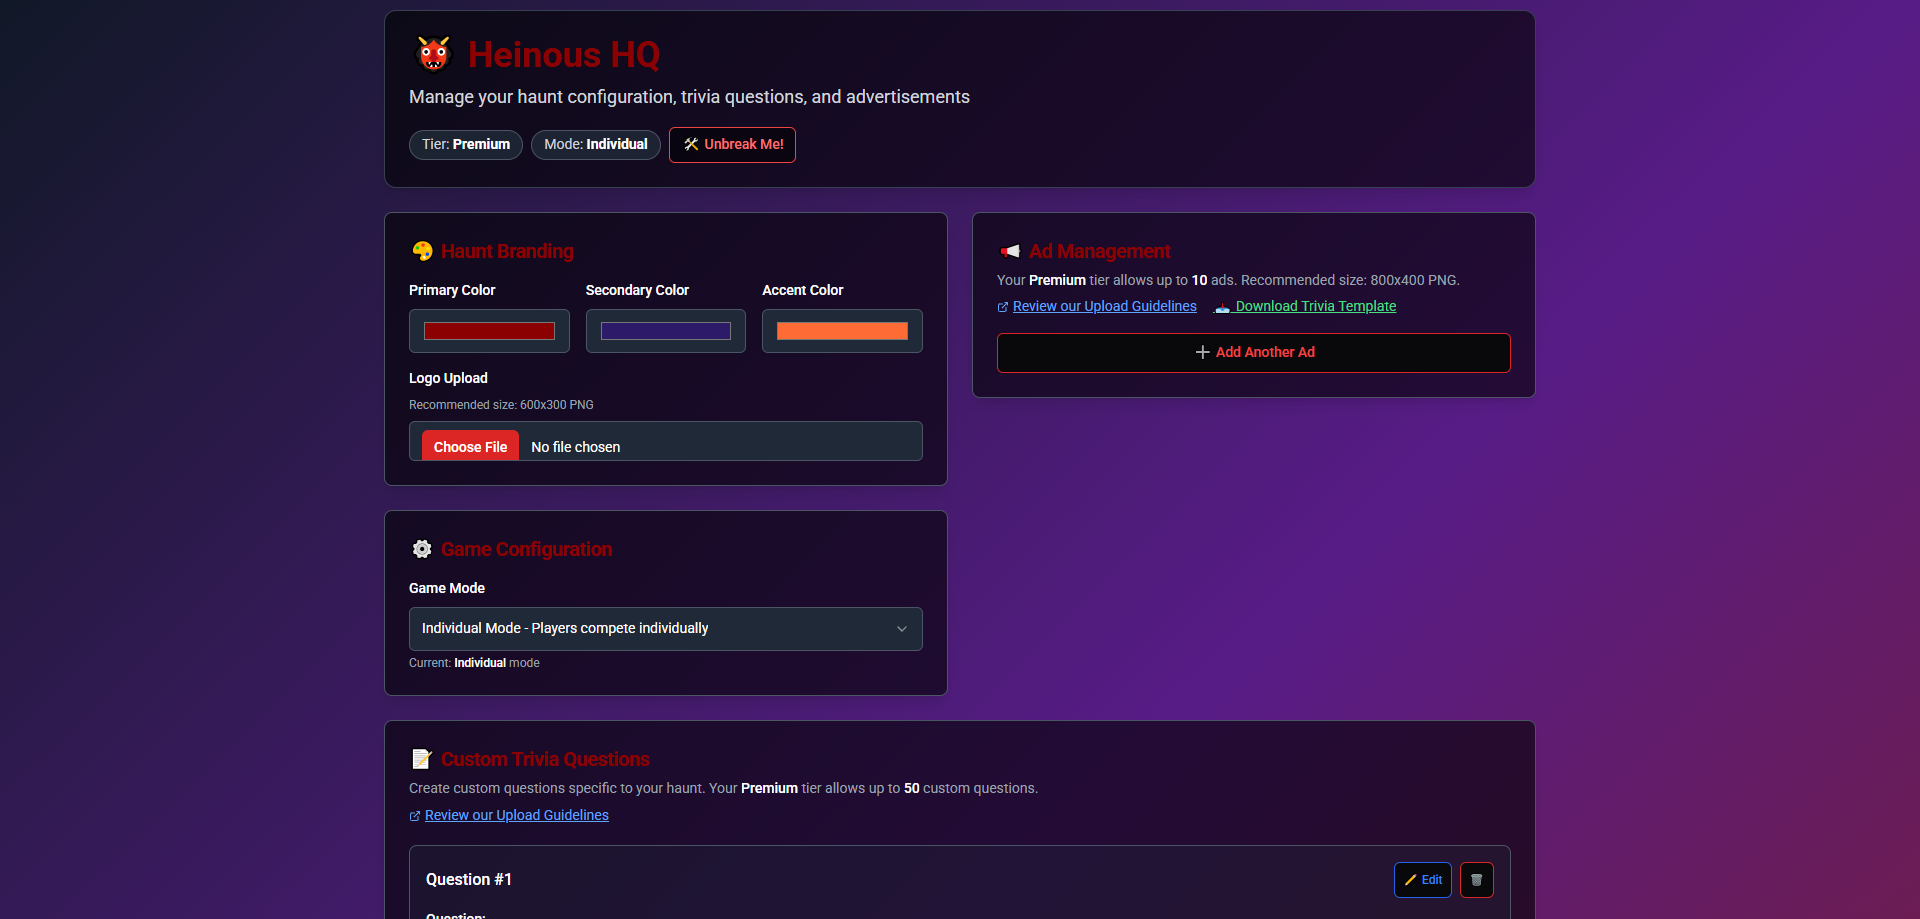 Heinous HQ
Manage your haunt configuration, trivia questions, and advertisements
Tier: Premium
Mode: Individual
Unbreak Me!
Haunt Branding
Primary Color
Secondary Color
Accent Color
Logo Upload
Recommended size: 600x300 PNG
Choose File No file chosen
Ad Management
Your Premium tier allows up to 10 ads. Recommended size: 800x400 PNG.
Review our Upload Guidelines
Download Trivia Template
Add Another Ad
Game Configuration
Game Mode
Individual Mode - Players compete individually
Current: Individual mode
Custom Trivia Questions
Create custom questions specific to your haunt. Your Premium tier allows up to 50 custom questions.
Review our Upload Guidelines
Question #1
Edit
Question: